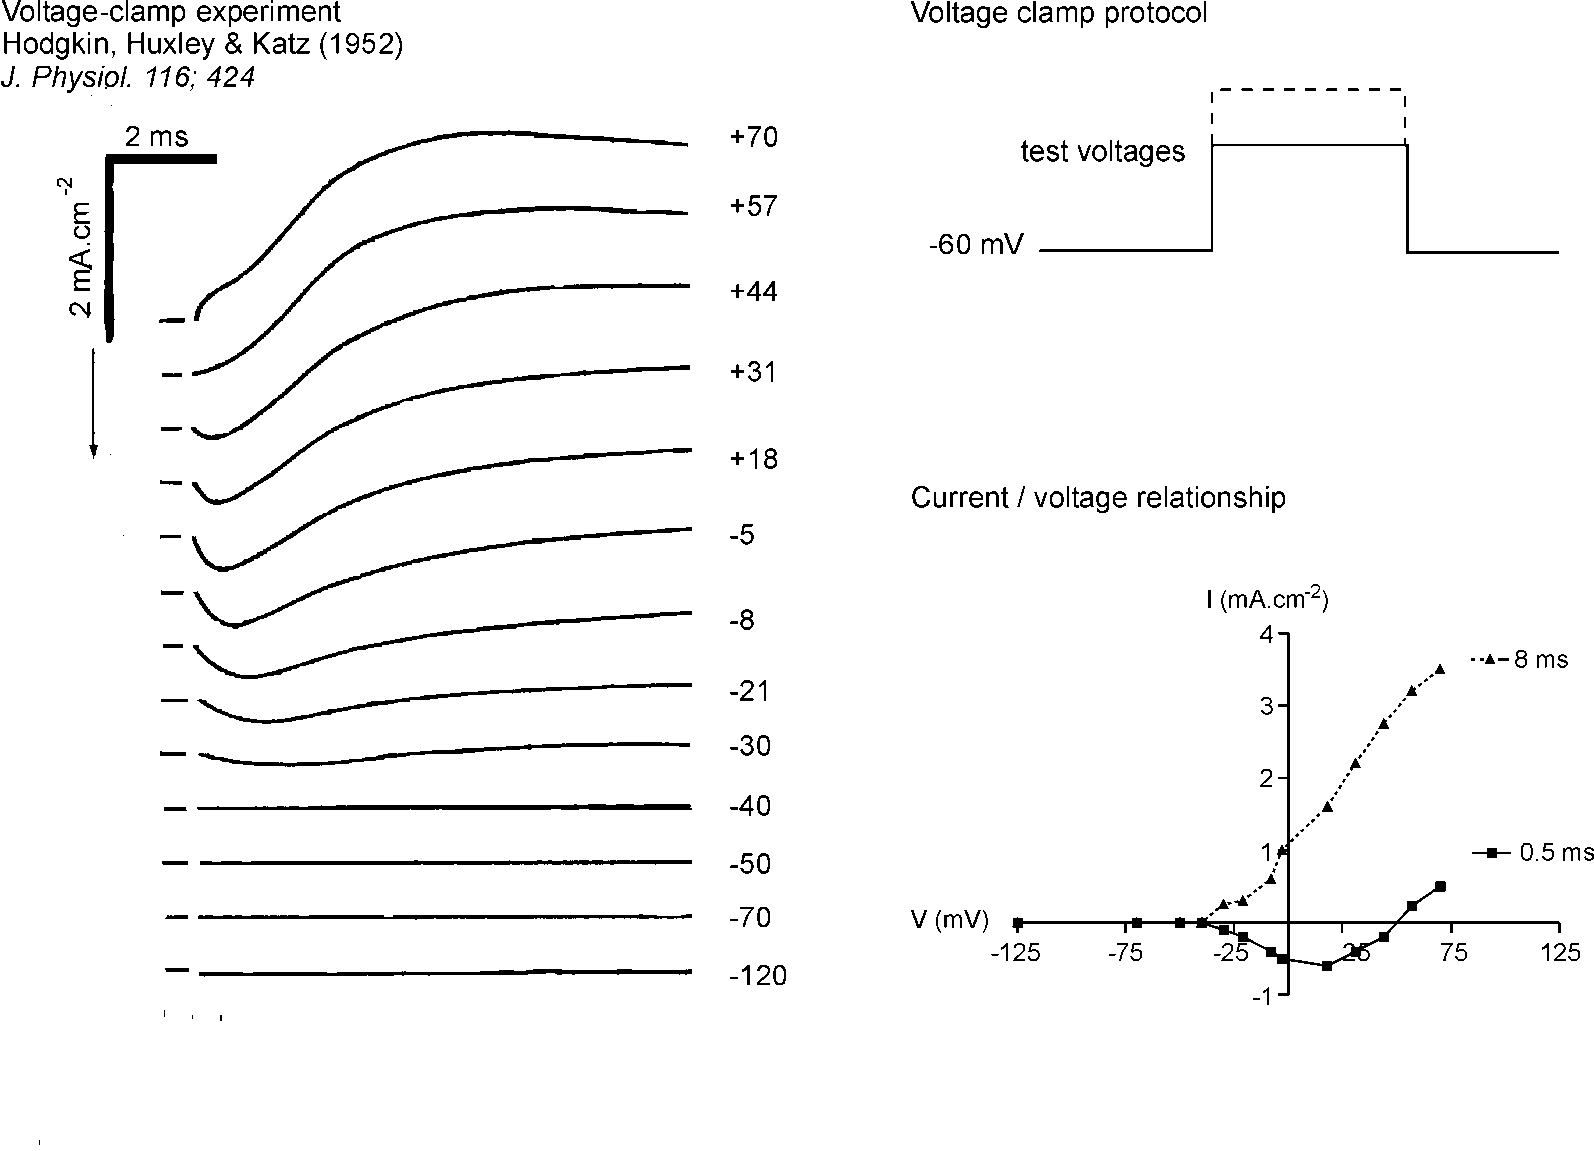 Voltage-clamp experiment
Hodgkin, Huxley & Katz (1952)
J. Physiol. 116; 424
2 ms
2 mA.cm-2
+70
+57
+44
+31
+18
-5
-8
-21
-30
-40
-50
-70
-120
Voltage clamp protocol
test voltages
-60 mV
Current / voltage relationship
I (mA.cm-2)
4
3
2
1
-1
8 ms
0.5 ms
V (mV)
-125
-75
-25
25
75
125